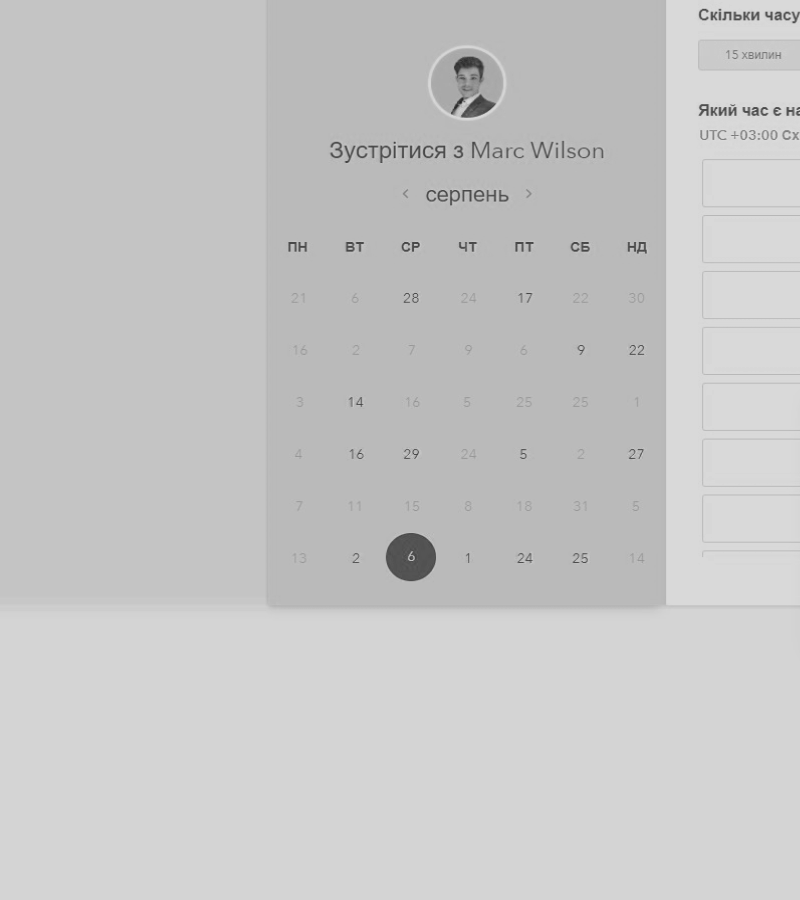 Зустрітися з Marc Wilson
серпень
ПН ВТ СР ЧТ ПТ СБ НД
21 6 28 24 17 22 30
16 2 7 9 6 9 22
3 14 16 5 25 25 1
4 16 29 24 5 2 27
7 11 15 8 18 31 5
13 2 6 1 24 25 14
Скільки часу
15 хвилин
Який час є
UTC +03:00